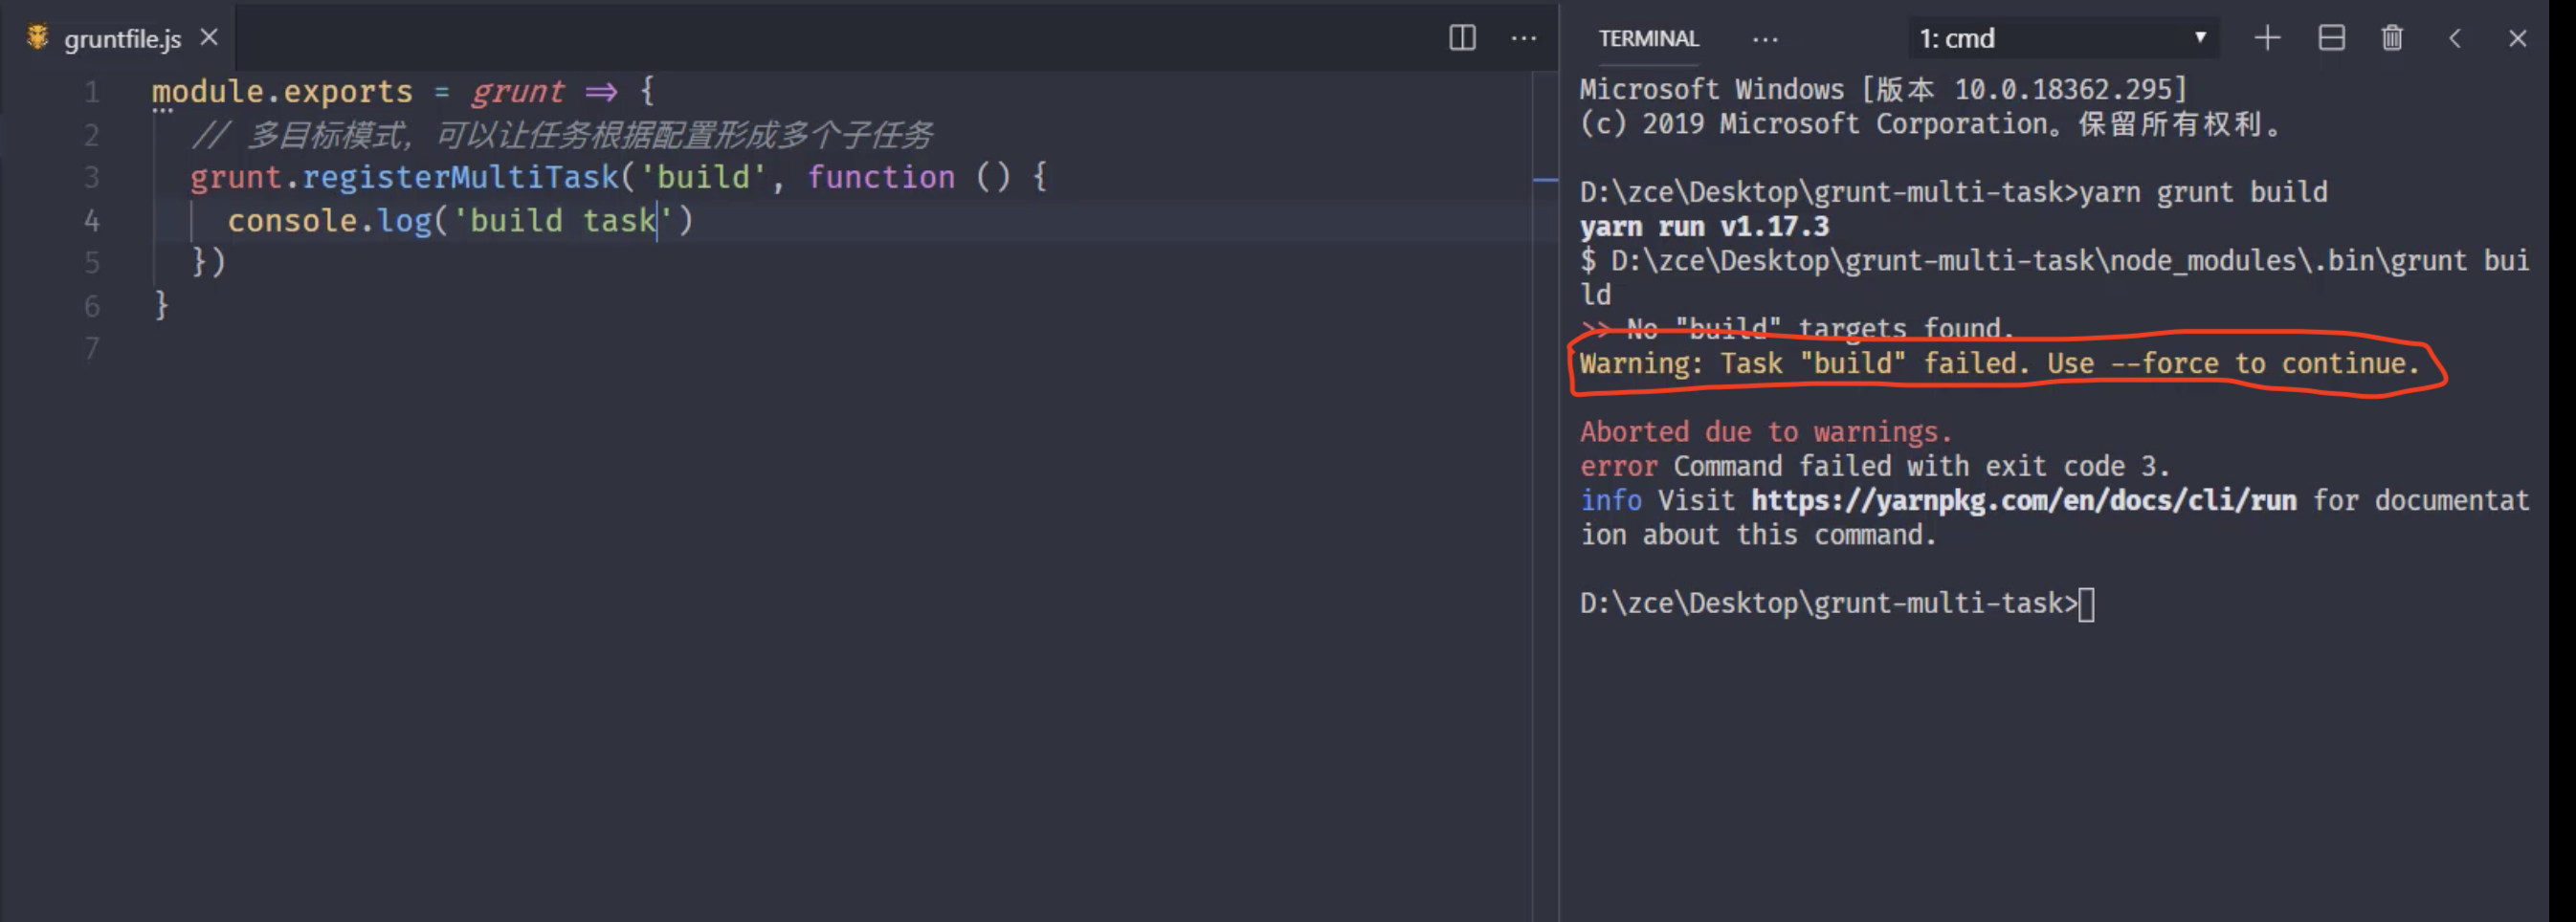 gruntfile.js
1 module.exports = grunt => {
2 // 多目标模式，可以让任务根据配置形成多个子任务
3 grunt.registerMultiTask('build', function () {
4 console.log('build task')
5 })
6 }
7
TERMINAL
1: cmd
Microsoft Windows [版本 10.0.18362.295]
(c) 2019 Microsoft Corporation。保留所有权利。
D:\zce\Desktop\grunt-multi-task>yarn grunt build
yarn run v1.17.3
$ D:\zce\Desktop\grunt-multi-task\node_modules\.bin\grunt bui
ld
>> No "build" targets found.
Warning: Task "build" failed. Use --force to continue.
Aborted due to warnings.
error Command failed with exit code 3.
info Visit https://yarnpkg.com/en/docs/cli/run for documentat
ion about this command.
D:\zce\Desktop\grunt-multi-task>